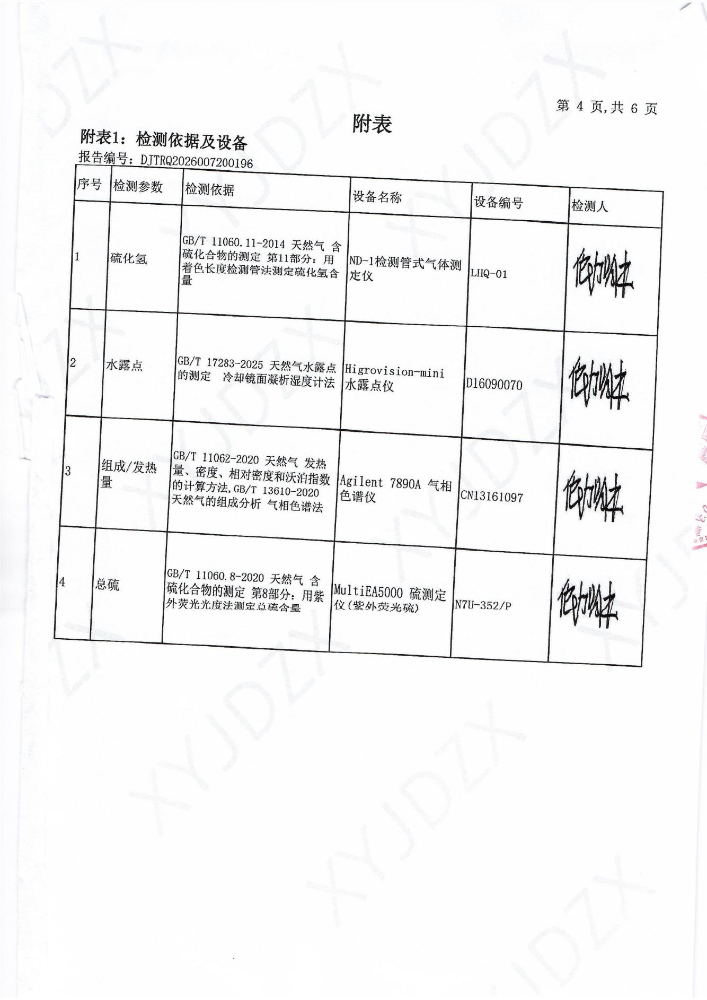 第 4 页,共 6 页
附表
附表1：检测依据及设备
报告编号：DJTRQ2026007200196
序号 检测参数 检测依据 设备名称 设备编号 检测人
1
硫化氢
GB/T 11060.11-2014 天然气 含
硫化合物的测定 第11部分：用
着色长度检测管法测定硫化氢含
量
ND-1检测管式气体测
定仪
LHQ-01
2
水露点
GB/T 17283-2025 天然气水露点
的测定 冷却镜面凝析湿度计法
Higrovision-mini
水露点仪
D16090070
3
组成/发热
量
GB/T 11062-2020 天然气 发热
量、密度、相对密度和沃泊指数
的计算方法,GB/T 13610-2020
天然气的组成分析 气相色谱法
Agilent 7890A 气相
色谱仪
CN13161097
4
总硫
GB/T 11060.8-2020 天然气 含
硫化合物的测定 第8部分：用紫
外荧光光度法测定总硫含量
MultiEA5000 硫测定
仪(紫外荧光硫)
N7U-352/P
XYJDZX